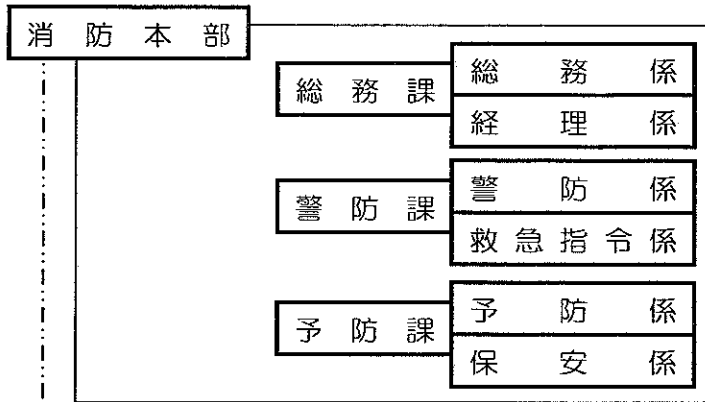 消防本部
総務課
総務係
経理係
警防課
警防係
救急指令係
予防課
予防係
保安係